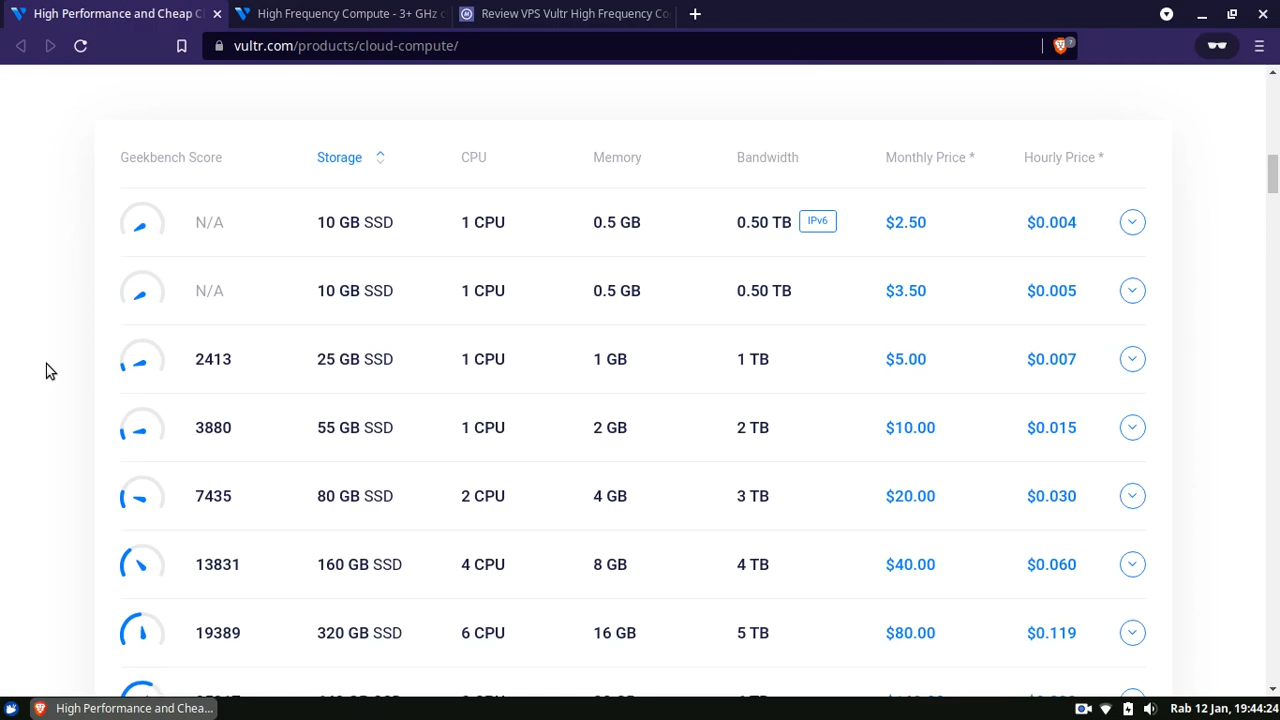 High Performance and Cheap C
High Frequency Compute - 3+ GHz c
Review VPS Vultr High Frequency Co
vultr.com/products/cloud-compute/
Geekbench Score Storage CPU Memory Bandwidth Monthly Price * Hourly Price *
N/A 10 GB SSD 1 CPU 0.5 GB 0.50 TB IPv6 $2.50 $0.004
N/A 10 GB SSD 1 CPU 0.5 GB 0.50 TB $3.50 $0.005
2413 25 GB SSD 1 CPU 1 GB 1 TB $5.00 $0.007
3880 55 GB SSD 1 CPU 2 GB 2 TB $10.00 $0.015
7435 80 GB SSD 2 CPU 4 GB 3 TB $20.00 $0.030
13831 160 GB SSD 4 CPU 8 GB 4 TB $40.00 $0.060
19389 320 GB SSD 6 CPU 16 GB 5 TB $80.00 $0.119
High Performance and Chea...
Rab 12 Jan, 19:44:24